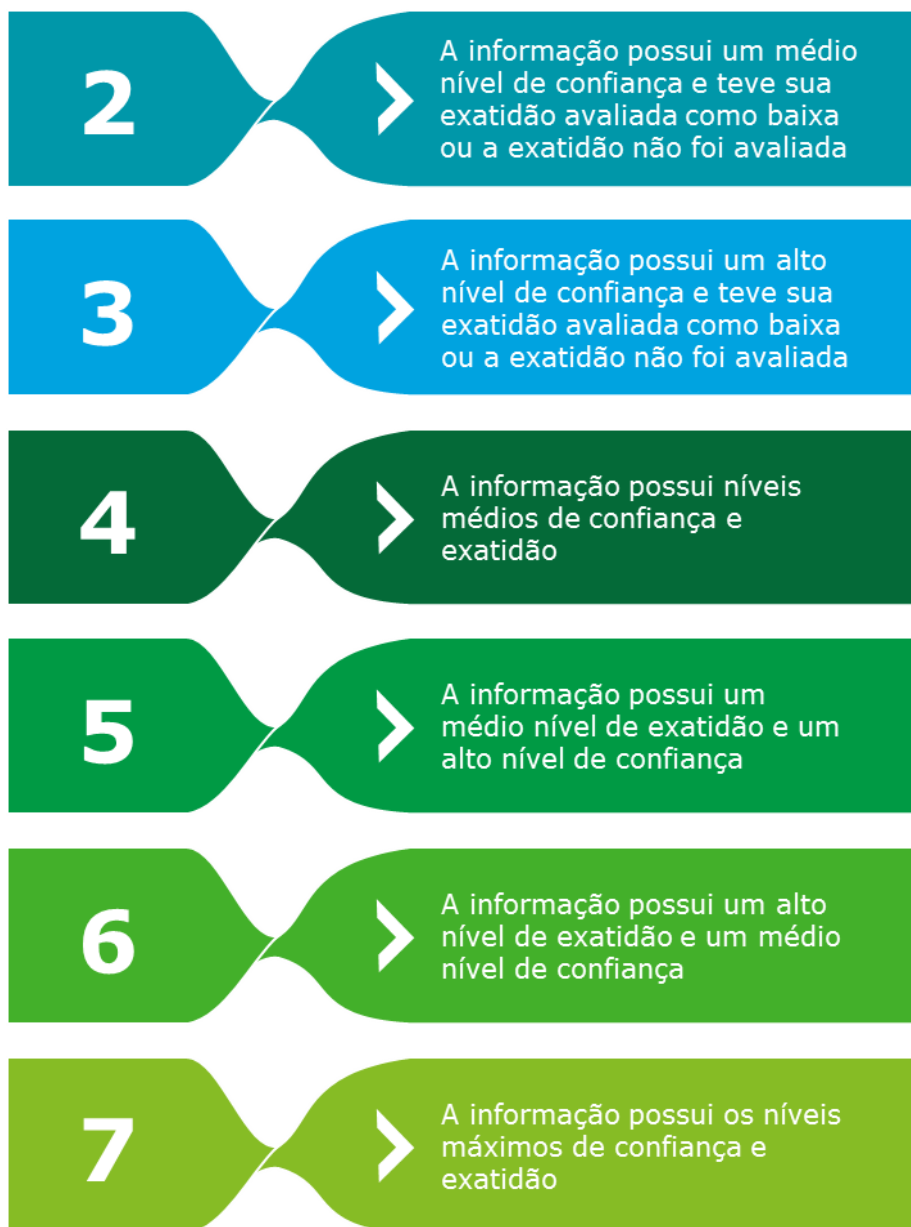 2
A informação possui um médio
nível de confiança e teve sua
exatidão avaliada como baixa
ou a exatidão não foi avaliada
3
A informação possui um alto
nível de confiança e teve sua
exatidão avaliada como baixa
ou a exatidão não foi avaliada
4
A informação possui níveis
médios de confiança e
exatidão
5
A informação possui um
médio nível de exatidão e um
alto nível de confiança
6
A informação possui um alto
nível de exatidão e um médio
nível de confiança
7
A informação possui os níveis
máximos de confiança e
exatidão